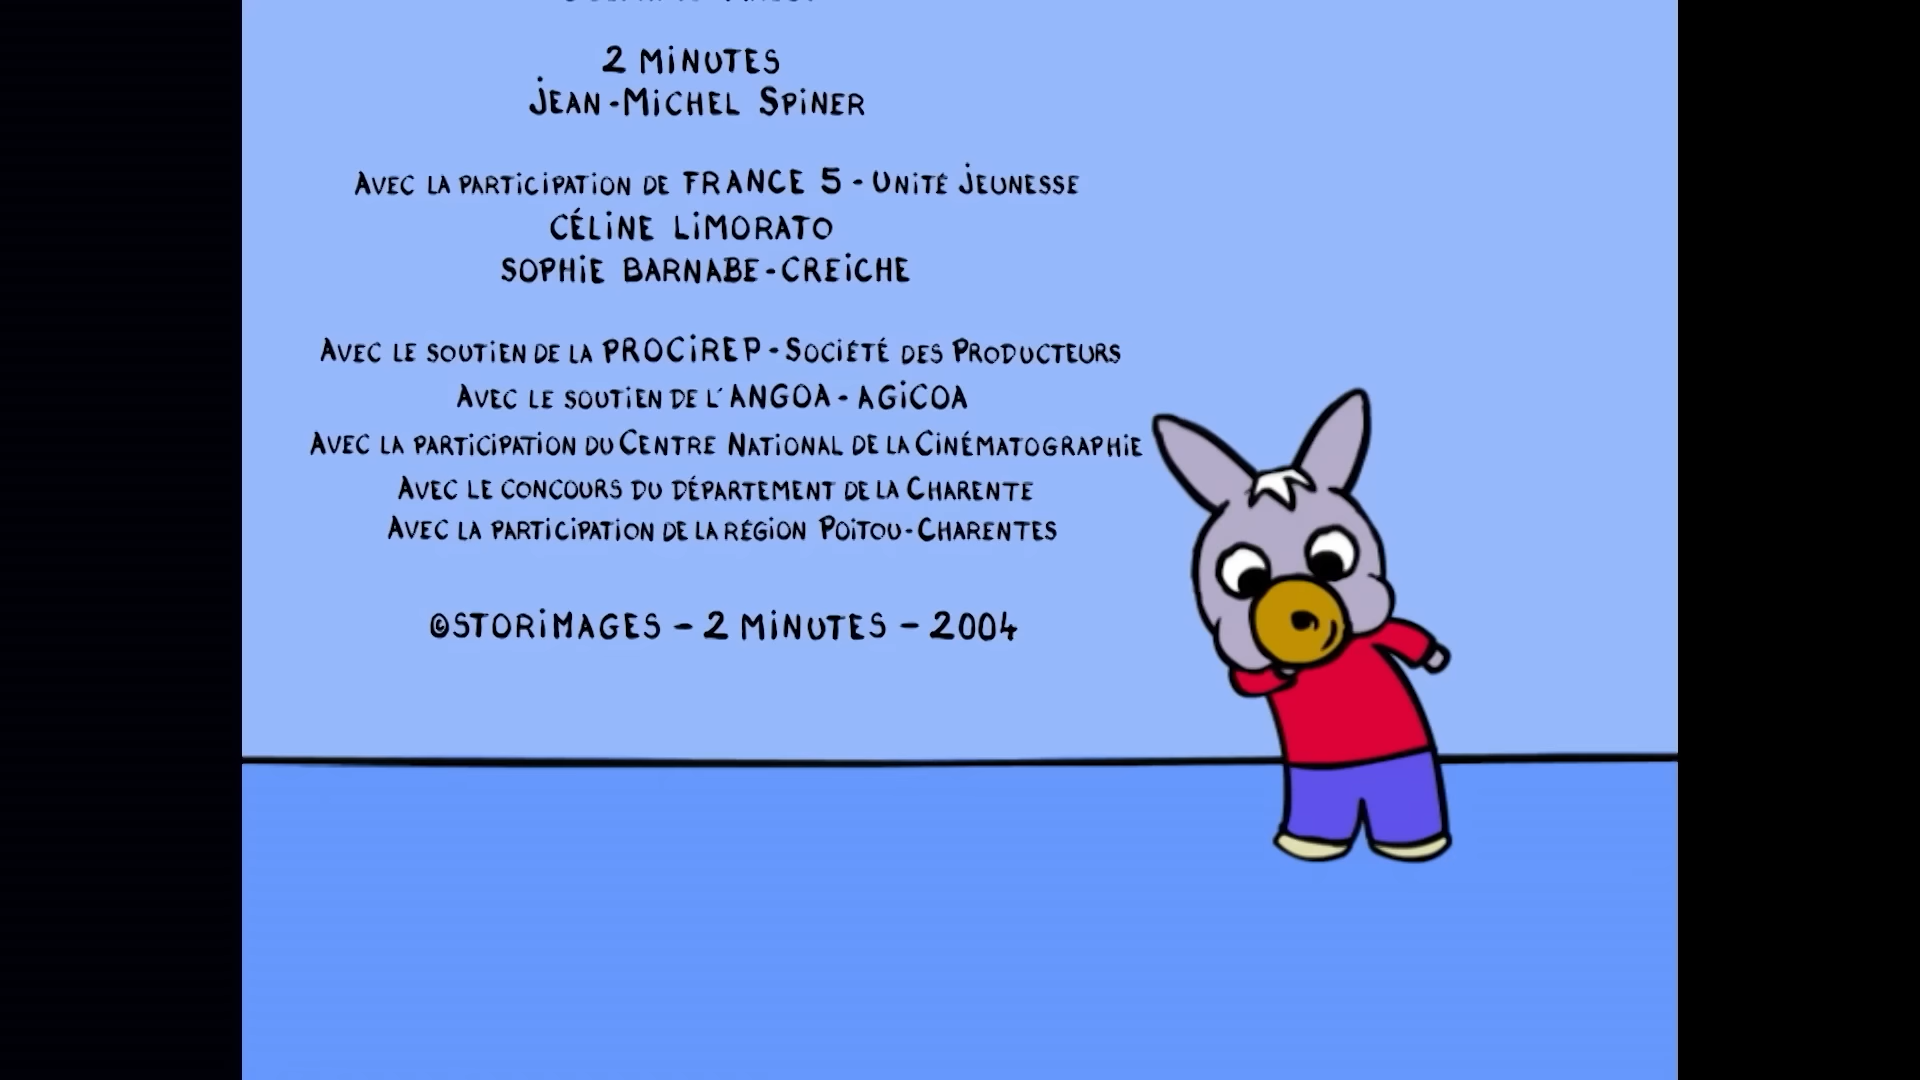 2 MINUTES
JEAN-MICHEL SPINER
AVEC LA PARTICIPATION DE FRANCE 5 - UNITÉ JEUNESSE
CÉLINE LIMORATO
SOPHIE BARNABE-CREICHE
AVEC LE SOUTIEN DE LA PROCIREP - SOCIÉTÉ DES PRODUCTEURS
AVEC LE SOUTIEN DE L'ANGOA - AGICOA
AVEC LA PARTICIPATION DU CENTRE NATIONAL DE LA CINÉMATOGRAPHIE
AVEC LE CONCOURS DU DÉPARTEMENT DE LA CHARENTE
AVEC LA PARTICIPATION DE LA RÉGION POITOU-CHARENTES
©STORIMAGES - 2 MINUTES - 2004